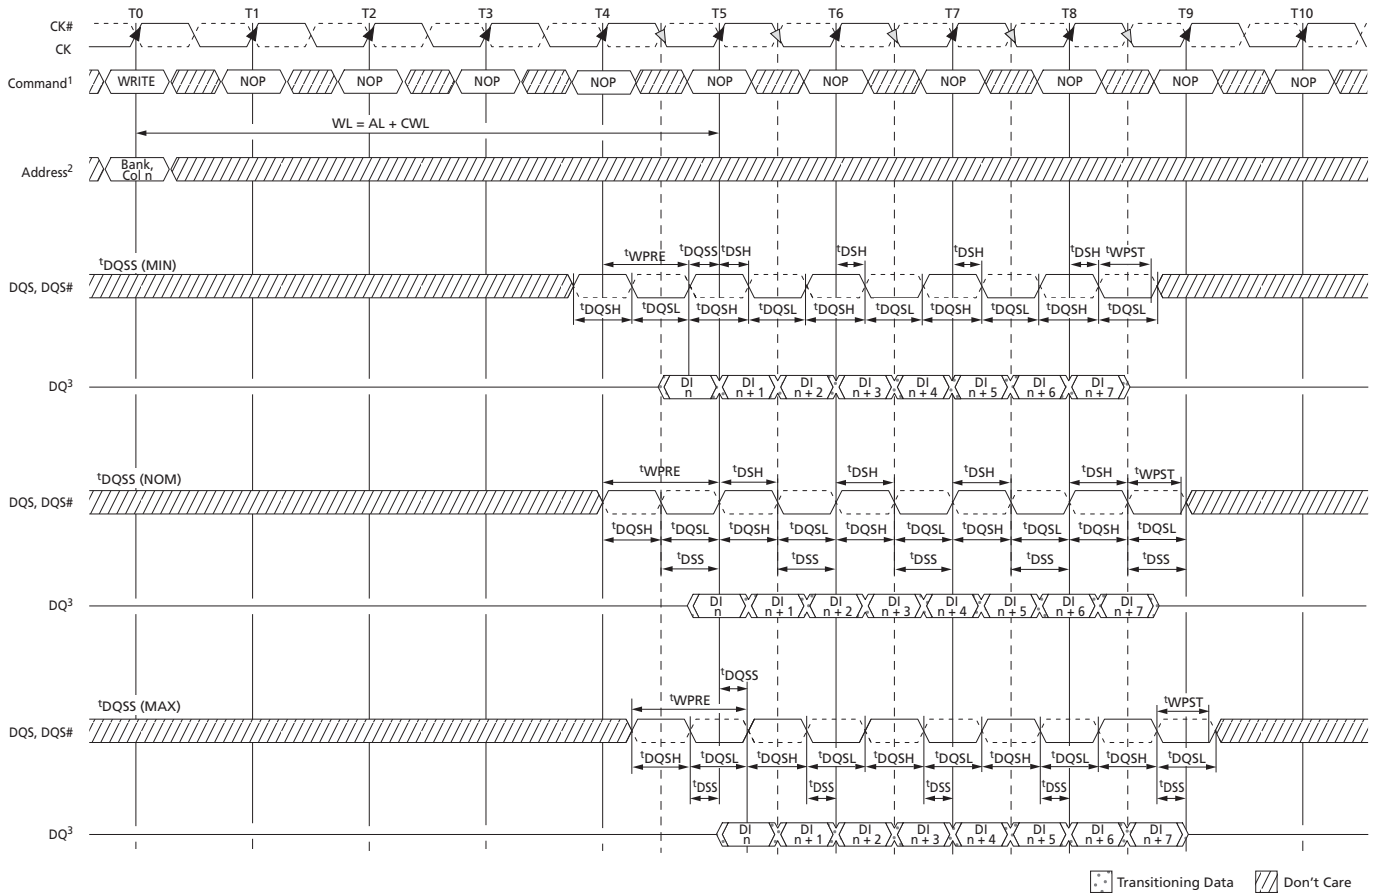 T0 T1 T2 T3 T4 T5 T6 T7 T8 T9 T10
CK#
CK
Command1 WRITE NOP NOP NOP NOP NOP NOP NOP NOP NOP NOP
WL = AL + CWL
Address2 Bank, Col n
tWPRE tDQSS tDSH tDSH tDSH tDSH tWPST
tDQSS (MIN)
DQS, DQS#
tDQSH tDQSL tDQSH tDQSL tDQSH tDQSL tDQSH tDQSL tDQSH tDQSL
DQ3 DI n DI n + 1 DI n + 2 DI n + 3 DI n + 4 DI n + 5 DI n + 6 DI n + 7
tDQSS (NOM) tWPRE tDSH tDSH tDSH tDSH tWPST
DQS, DQS#
tDQSH tDQSL tDQSH tDQSL tDQSH tDQSL tDQSH tDQSL tDQSH tDQSL
tDSS tDSS tDSS tDSS tDSS
DQ3 DI n DI n + 1 DI n + 2 DI n + 3 DI n + 4 DI n + 5 DI n + 6 DI n + 7
tDQSS
tDQSS (MAX) tWPRE tWPST
DQS, DQS#
tDQSH tDQSL tDQSH tDQSL tDQSH tDQSL tDQSH tDQSL tDQSH tDQSL
tDSS tDSS tDSS tDSS tDSS
DQ3 DI n DI n + 1 DI n + 2 DI n + 3 DI n + 4 DI n + 5 DI n + 6 DI n + 7
Transitioning Data Don't Care